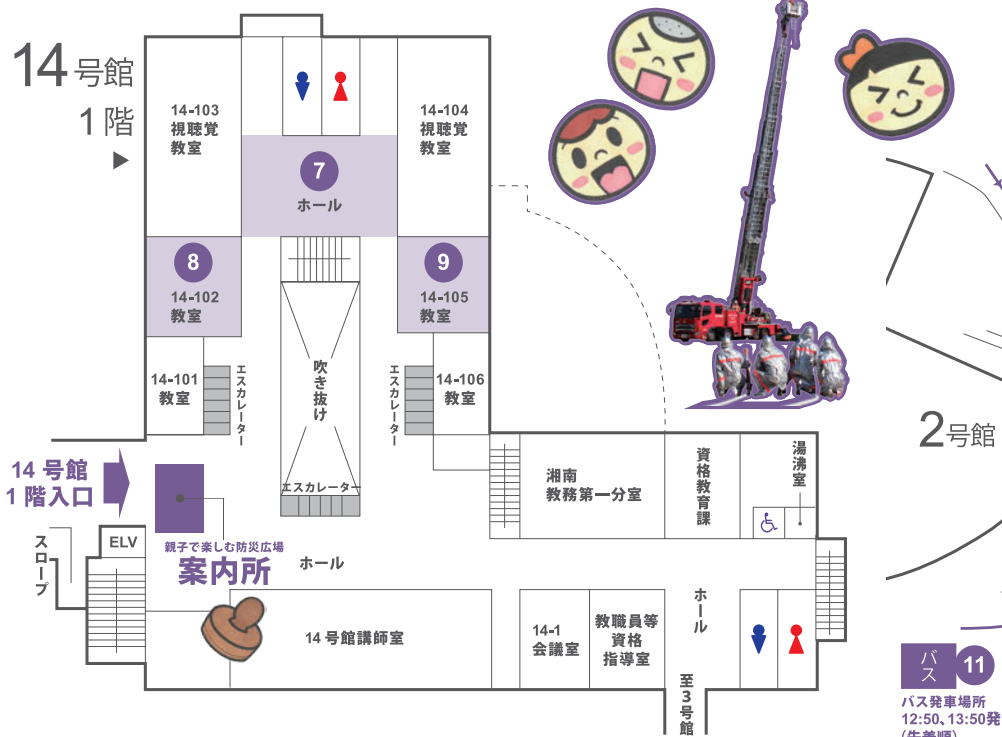 14号館
1階
14-103
視聴覚
教室
14-104
視聴覚
教室
7
ホール
8
14-102
教室
9
14-105
教室
14-101
教室
エスカレーター
吹き抜け
エスカレーター
14-106
教室
エスカレーター
14 号館
1 階入口
スロープ
ELV
親子で楽しむ防災広場
案内所
ホール
湘南
教務第一分室
資格教育課
湯沸室
14 号館講師室
14-1
会議室
教職員等
資格
指導室
ホール
至3号館
2号館
バス
11
バス発車場所
12:50、13:50発
(先着順)